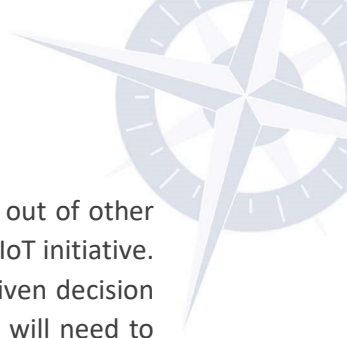 out of other
IoT initiative.
iven decision
will need to